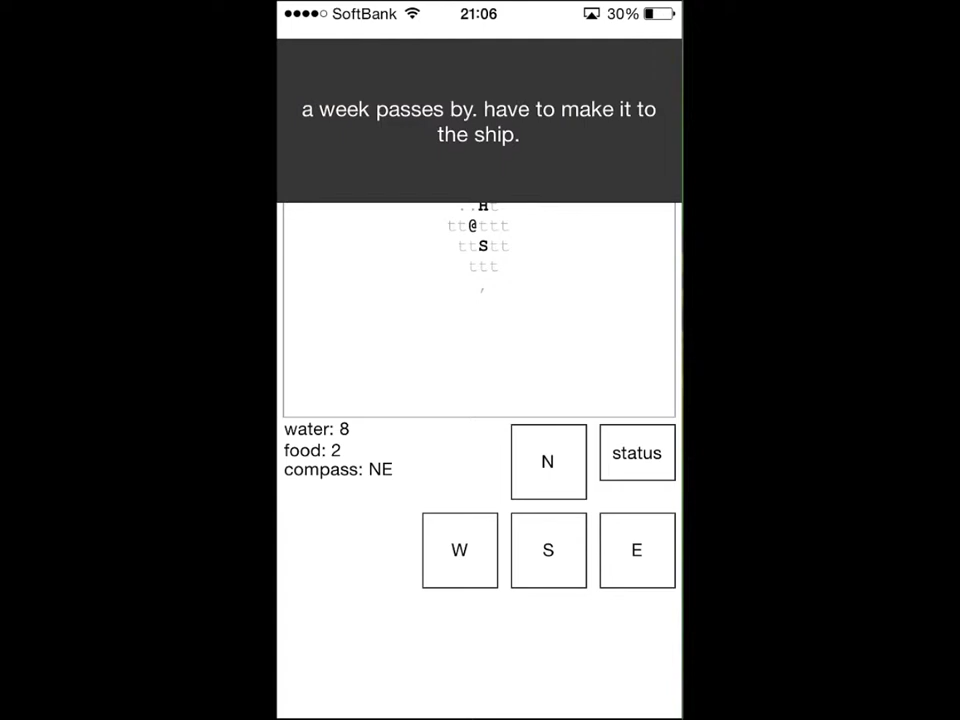 SoftBank 21:06 30%
a week passes by. have to make it to
the ship.
..Ht
tt@ttt
ttStt
ttt
,
water: 8
food: 2
compass: NE
N
status
W
S
E